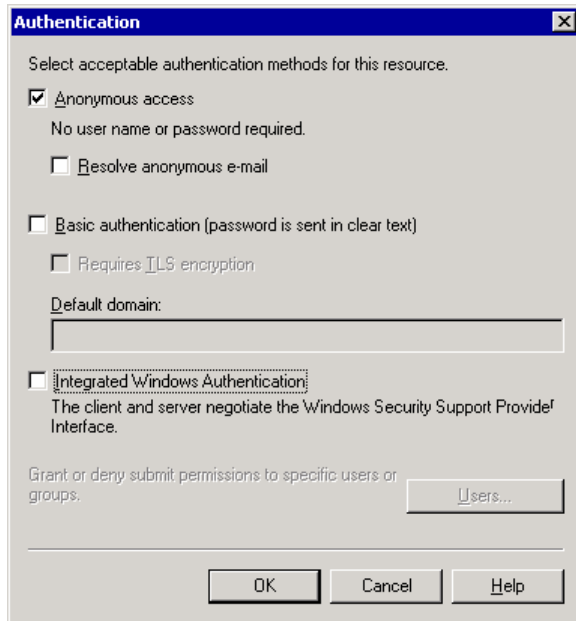 Authentication
Select acceptable authentication methods for this resource.
Anonymous access
No user name or password required.
Resolve anonymous e-mail
Basic authentication (password is sent in clear text)
Requires TLS encryption
Default domain:
Integrated Windows Authentication
The client and server negotiate the Windows Security Support Provider
Interface.
Grant or deny submit permissions to specific users or
groups.
Users...
OK Cancel Help